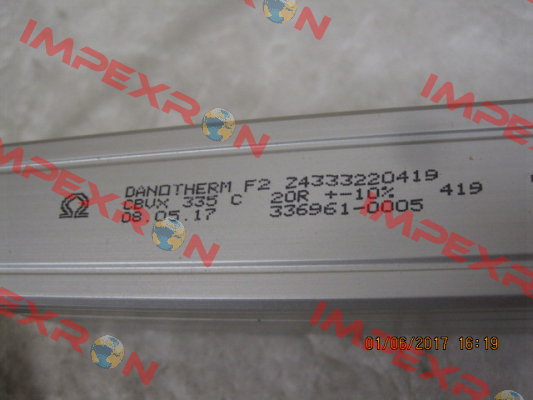 DANOTHERM F2 Z4333220419
CBVX 335 C 20R +-10% 419
08.05.17 336961-0005
01/06/2017 16:19
IMPEXRON
IMPEXRON
IMPEXRON
IMPEXRON
IMPEXRON